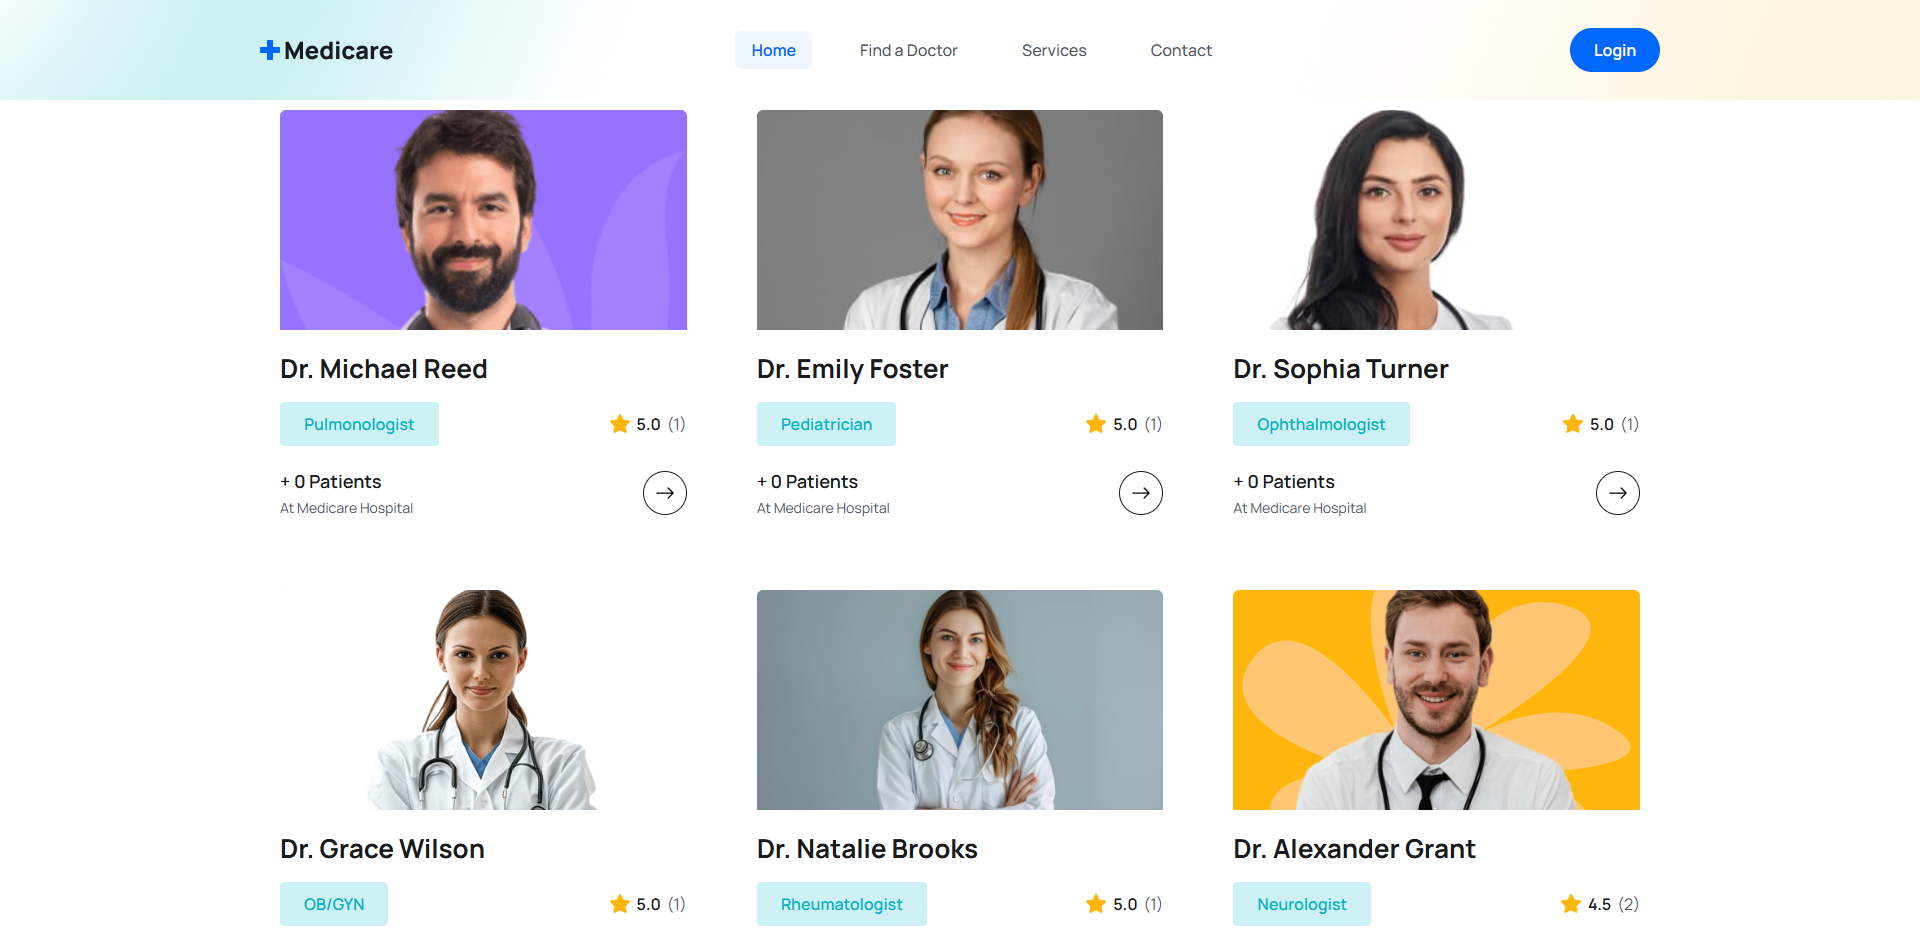 Medicare
Home Find a Doctor Services Contact
Login
Dr. Michael Reed
Pulmonologist 5.0 (1)
+ 0 Patients
At Medicare Hospital
Dr. Emily Foster
Pediatrician 5.0 (1)
+ 0 Patients
At Medicare Hospital
Dr. Sophia Turner
Ophthalmologist 5.0 (1)
+ 0 Patients
At Medicare Hospital
Dr. Grace Wilson
OB/GYN 5.0 (1)
Dr. Natalie Brooks
Rheumatologist 5.0 (1)
Dr. Alexander Grant
Neurologist 4.5 (2)